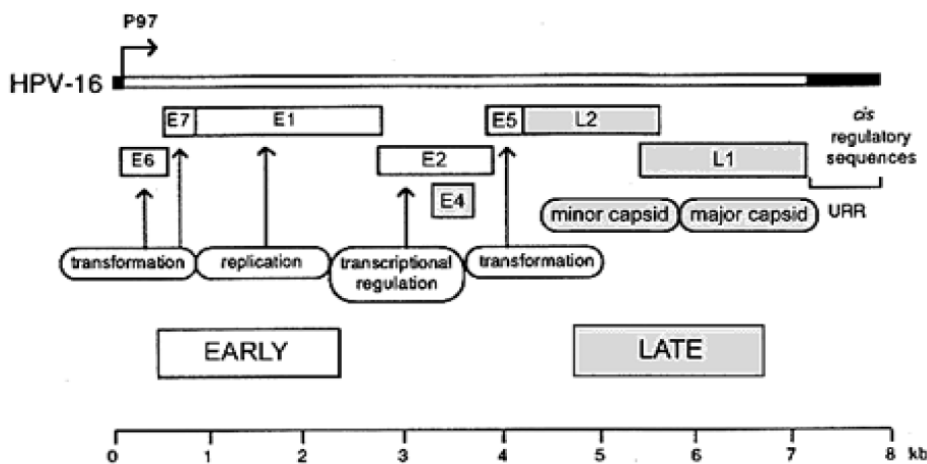 P97
HPV-16
E7 E1 E5 L2 cis
regulatory
sequences
E6 E2 L1
E4 minor capsid major capsid URR
transformation replication transcriptional
regulation transformation
EARLY LATE
0 1 2 3 4 5 6 7 8 kb